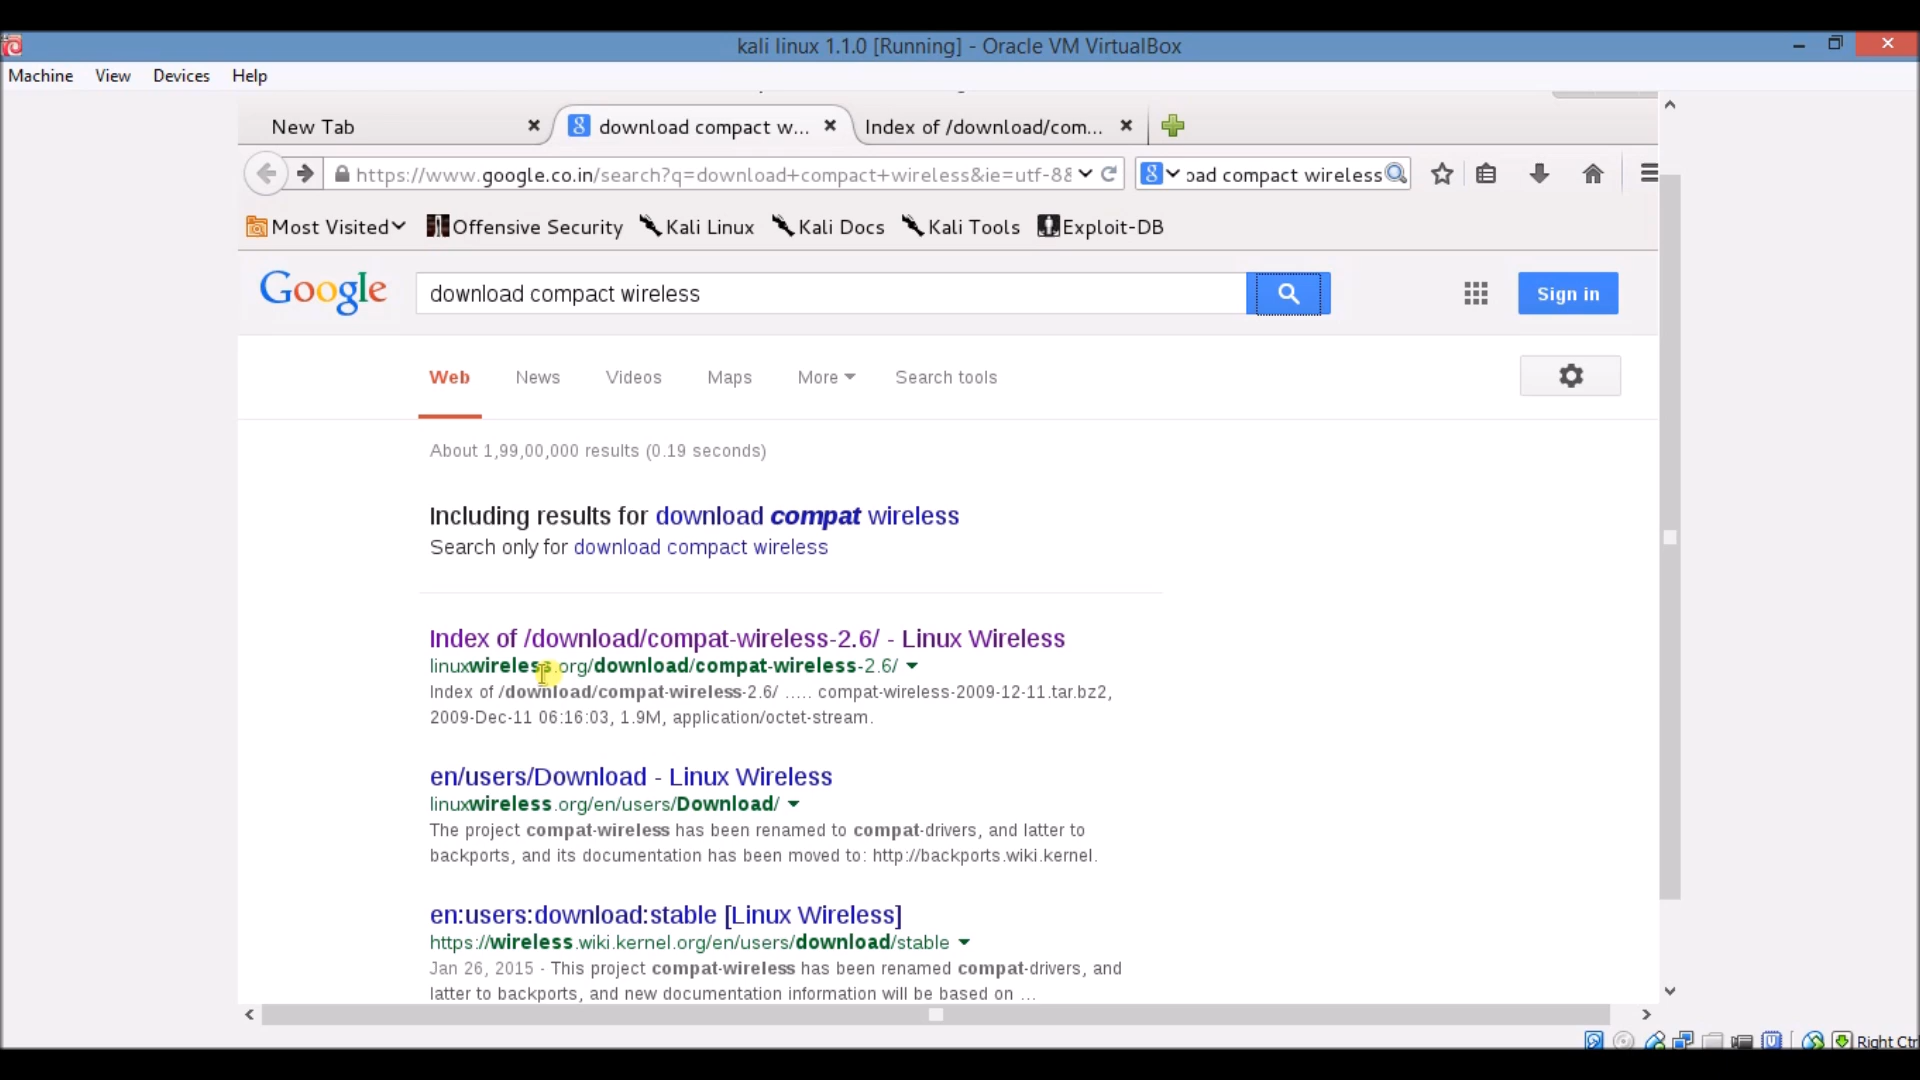 kali linux 1.1.0 [Running] - Oracle VM VirtualBox
Machine View Devices Help
New Tab download compact w... Index of /download/com...
https://www.google.co.in/search?q=download+compact+wireless&ie=utf-8& oad compact wireless
Most Visited Offensive Security Kali Linux Kali Docs Kali Tools Exploit-DB
Google download compact wireless Sign in
Web News Videos Maps More Search tools
About 1,99,00,000 results (0.19 seconds)
Including results for download compat wireless
Search only for download compact wireless
Index of /download/compat-wireless-2.6/ - Linux Wireless
linuxwireless.org/download/compat-wireless-2.6/
Index of /download/compat-wireless-2.6/ ..... compat-wireless-2009-12-11.tar.bz2,
2009-Dec-11 06:16:03, 1.9M, application/octet-stream.
en/users/Download - Linux Wireless
linuxwireless.org/en/users/Download/
The project compat-wireless has been renamed to compat-drivers, and latter to
backports, and its documentation has been moved to: http://backports.wiki.kernel.
en:users:download:stable [Linux Wireless]
https://wireless.wiki.kernel.org/en/users/download/stable
Jan 26, 2015 - This project compat-wireless has been renamed compat-drivers, and
latter to backports, and new documentation information will be based on ...
Right Ctr